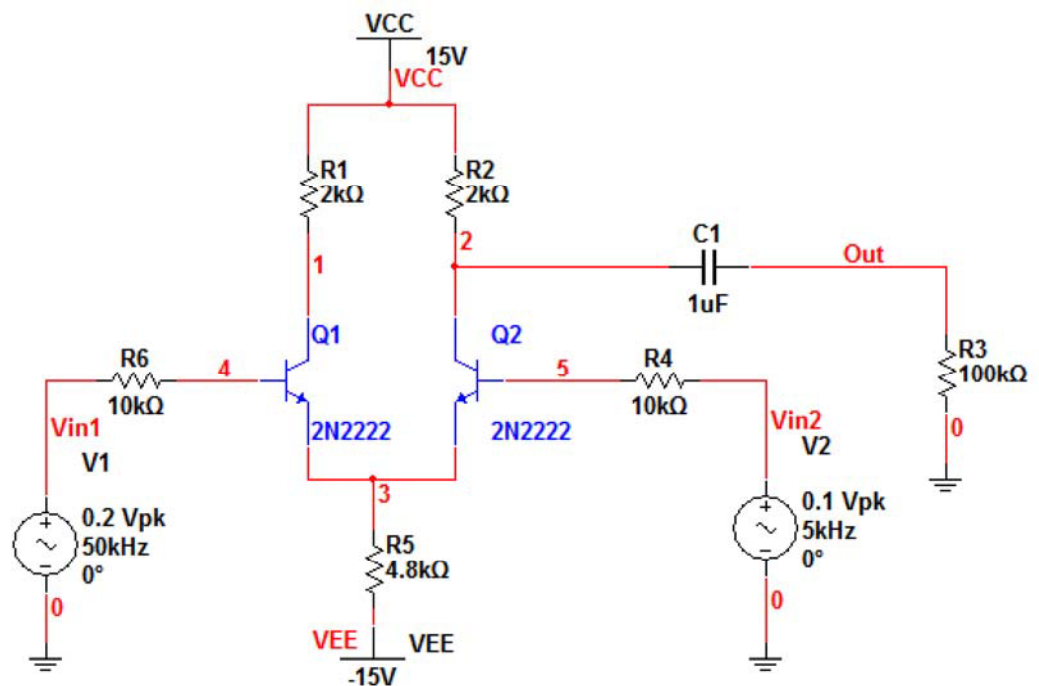 VCC
15V
VCC
R1
2kΩ
R2
2kΩ
1
2
C1
Out
1uF
Q1
Q2
R6
4
10kΩ
5
R4
10kΩ
R3
100kΩ
2N2222
2N2222
Vin1
V1
Vin2
V2
0
3
0.2 Vpk
50kHz
0°
R5
4.8kΩ
0.1 Vpk
5kHz
0°
0
0
VEE
VEE
-15V